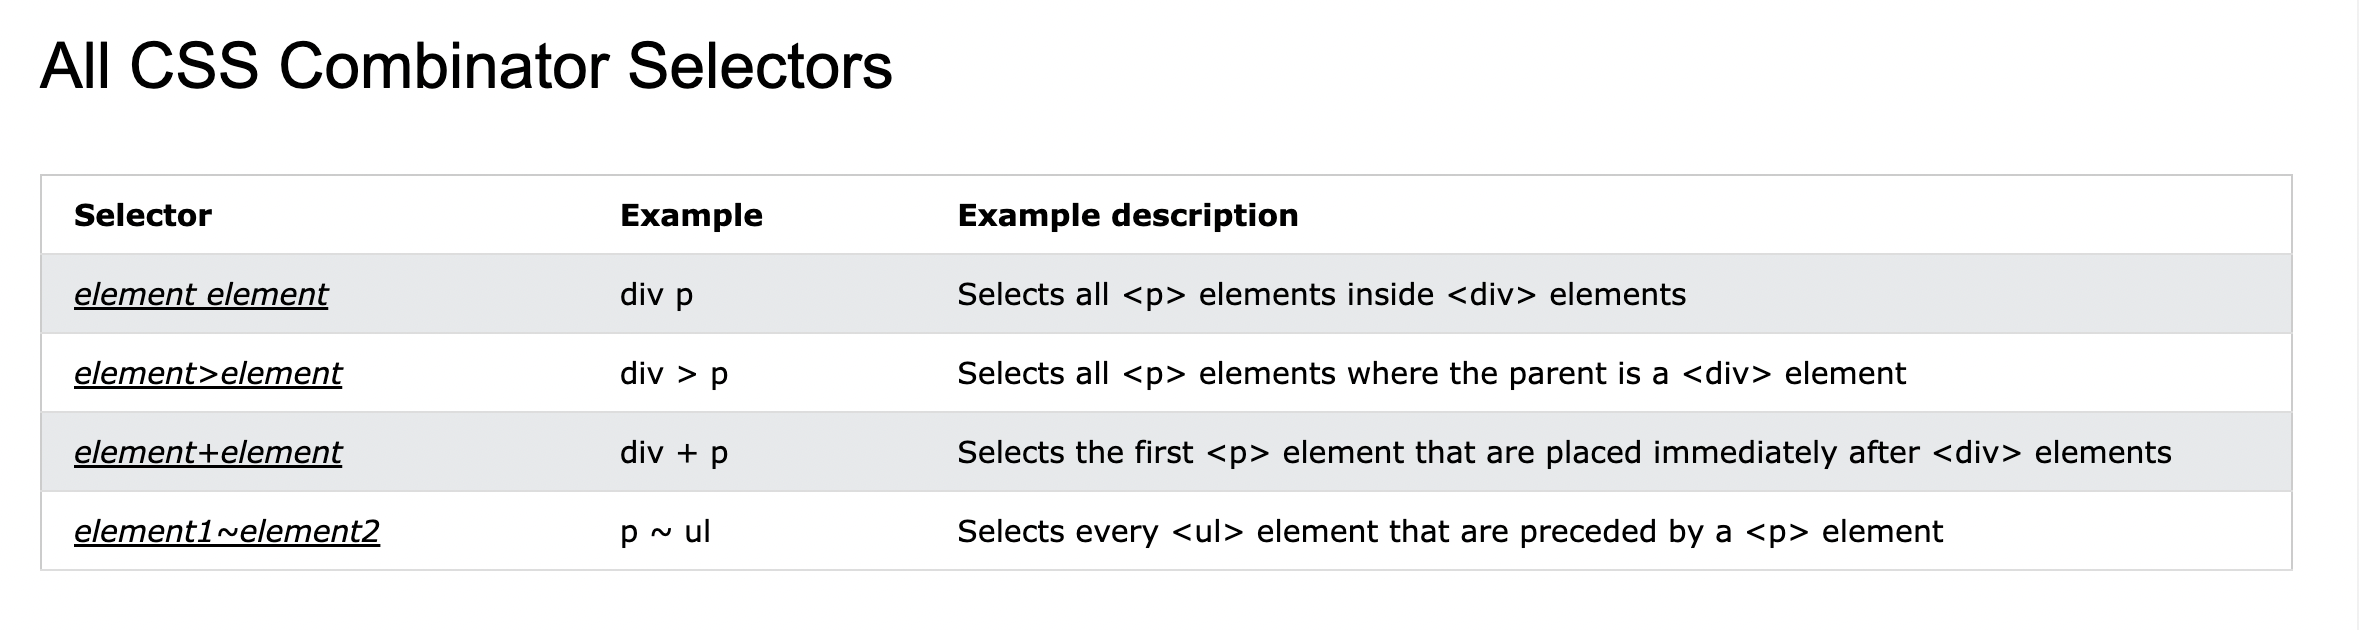 All CSS Combinator Selectors
Selector Example Example description
element element div p Selects all <p> elements inside <div> elements
element>element div > p Selects all <p> elements where the parent is a <div> element
element+element div + p Selects the first <p> element that are placed immediately after <div> elements
element1~element2 p ~ ul Selects every <ul> element that are preceded by a <p> element